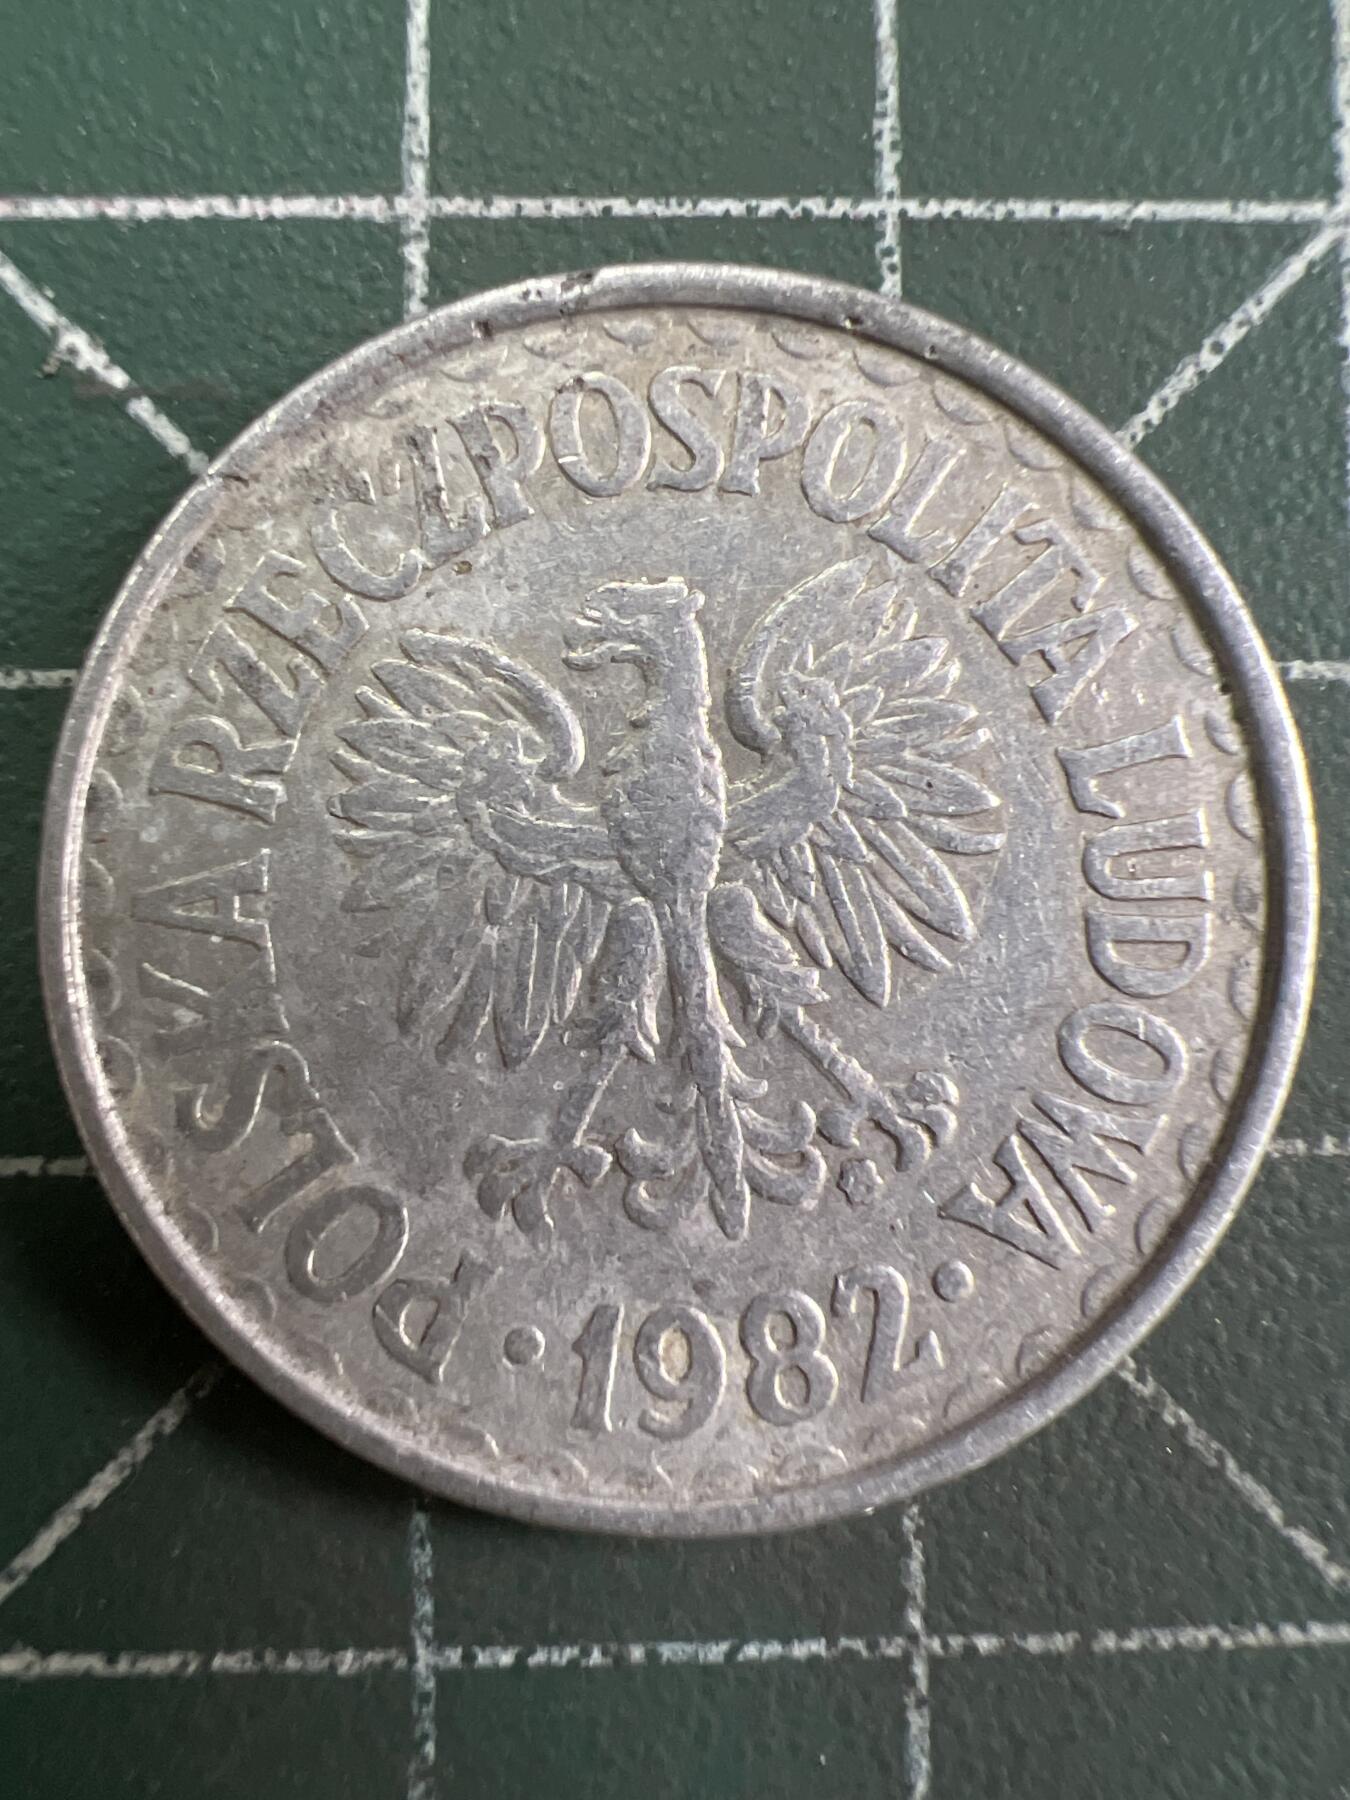 POLSKA RZECZPOSPOLITA LUDOWA
· 1982 ·